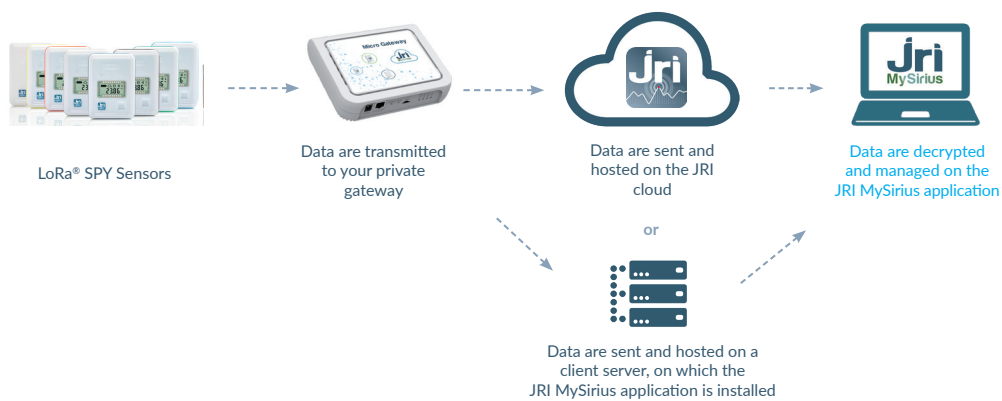 Micro Gateway
jri
jri
jri
MySirius
LoRa® SPY Sensors
Data are transmitted
to your private
gateway
Data are sent and
hosted on the JRI
cloud
Data are decrypted
and managed on the
JRI MySirius application
or
Data are sent and hosted on a
client server, on which the
JRI MySirius application is installed